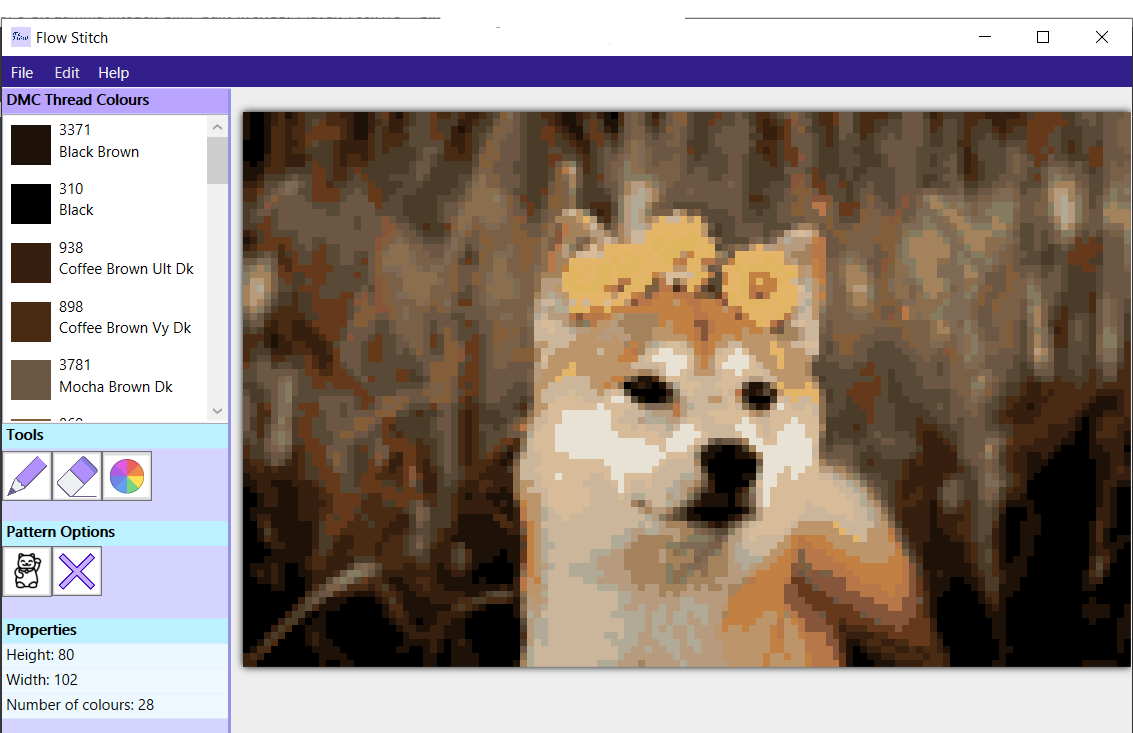 Flow Stitch
File Edit Help
DMC Thread Colours
3371
Black Brown
310
Black
938
Coffee Brown Ult Dk
898
Coffee Brown Vy Dk
3781
Mocha Brown Dk
Tools
Pattern Options
Properties
Height: 80
Width: 102
Number of colours: 28